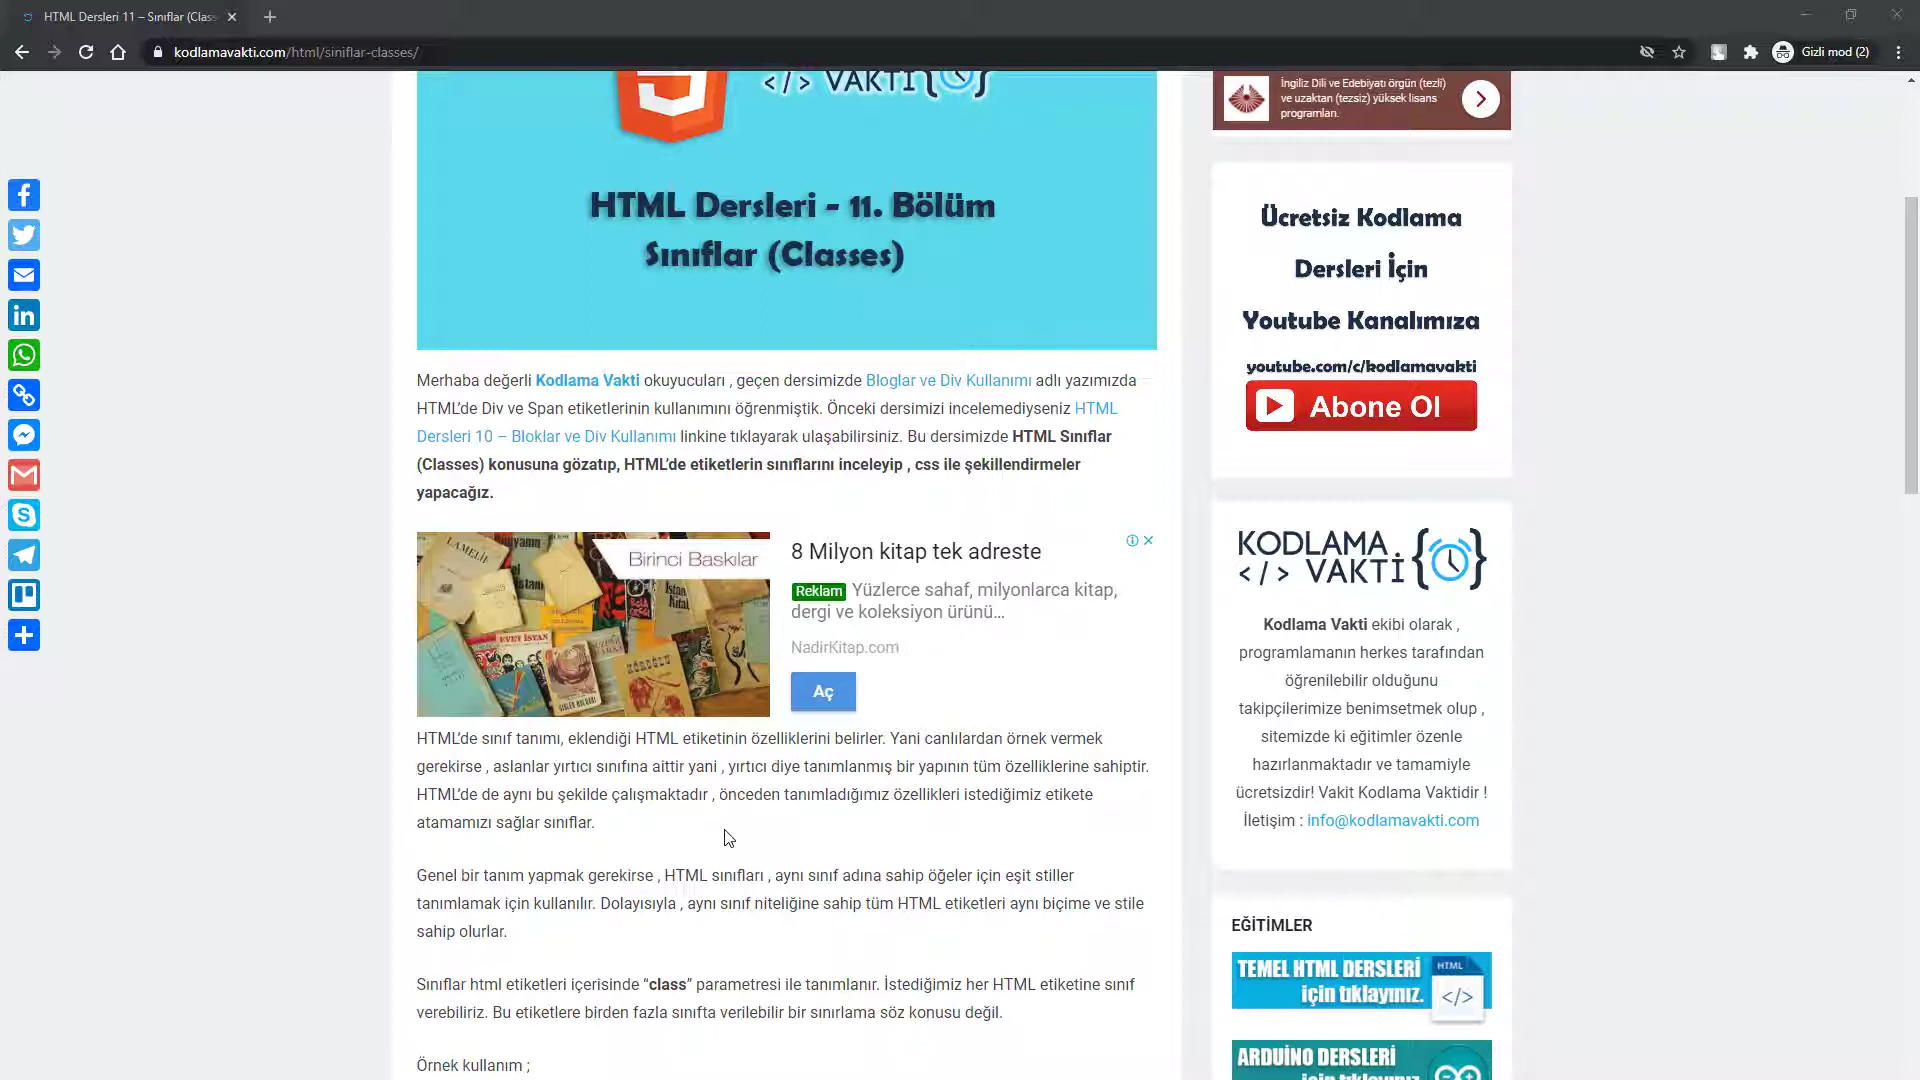 HTML Dersleri 11 – Sınıflar (Class
kodlamavakti.com/html/siniflar-classes/
Gizli mod (2)
</> VAKTİ
HTML Dersleri - 11. Bölüm
Sınıflar (Classes)
Merhaba değerli Kodlama Vakti okuyucuları , geçen dersimizde Bloglar ve Div Kullanımı adlı yazımızda
HTML’de Div ve Span etiketlerinin kullanımını öğrenmiştik. Önceki dersimizi incelemediyseniz HTML
Dersleri 10 – Bloklar ve Div Kullanımı linkine tıklayarak ulaşabilirsiniz. Bu dersimizde HTML Sınıflar
(Classes) konusuna gözatıp, HTML’de etiketlerin sınıflarını inceleyip , css ile şekillendirmeler
yapacağız.
Birinci Baskılar
8 Milyon kitap tek adreste
Reklam Yüzlerce sahaf, milyonlarca kitap,
dergi ve koleksiyon ürünü...
NadirKitap.com
Aç
HTML’de sınıf tanımı, eklendiği HTML etiketinin özelliklerini belirler. Yani canlılardan örnek vermek
gerekirse , aslanlar yırtıcı sınıfına aittir yani , yırtıcı diye tanımlanmış bir yapının tüm özelliklerine sahiptir.
HTML’de de aynı bu şekilde çalışmaktadır , önceden tanımladığımız özellikleri istediğimiz etikete
atamamızı sağlar sınıflar.
Genel bir tanım yapmak gerekirse , HTML sınıfları , aynı sınıf adına sahip öğeler için eşit stiller
tanımlamak için kullanılır. Dolayısıyla , aynı sınıf niteliğine sahip tüm HTML etiketleri aynı biçime ve stile
sahip olurlar.
Sınıflar html etiketleri içerisinde “class” parametresi ile tanımlanır. İstediğimiz her HTML etiketine sınıf
verebiliriz. Bu etiketlere birden fazla sınıfta verilebilir bir sınırlama söz konusu değil.
Örnek kullanım ;
İngiliz Dili ve Edebiyatı örgün (tezli)
ve uzaktan (tezsiz) yüksek lisans
programları.
Ücretsiz Kodlama
Dersleri İçin
Youtube Kanalımıza
youtube.com/c/kodlamavakti
Abone Ol
KODLAMA
</> VAKTİ
Kodlama Vakti ekibi olarak ,
programlamanın herkes tarafından
öğrenilebilir olduğunu
takipçilerimize benimsetmek olup ,
sitemizde ki eğitimler özenle
hazırlanmaktadır ve tamamiyle
ücretsizdir! Vakit Kodlama Vaktidir !
İletişim : info@kodlamavakti.com
EĞİTİMLER
TEMEL HTML DERSLERİ
için tıklayınız.
HTML
</>
ARDUİNO DERSLERİ
için tıklayınız.